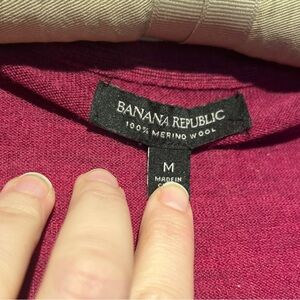 BANANA REPUBLIC
100% MERINO WOOL
M
MADE IN